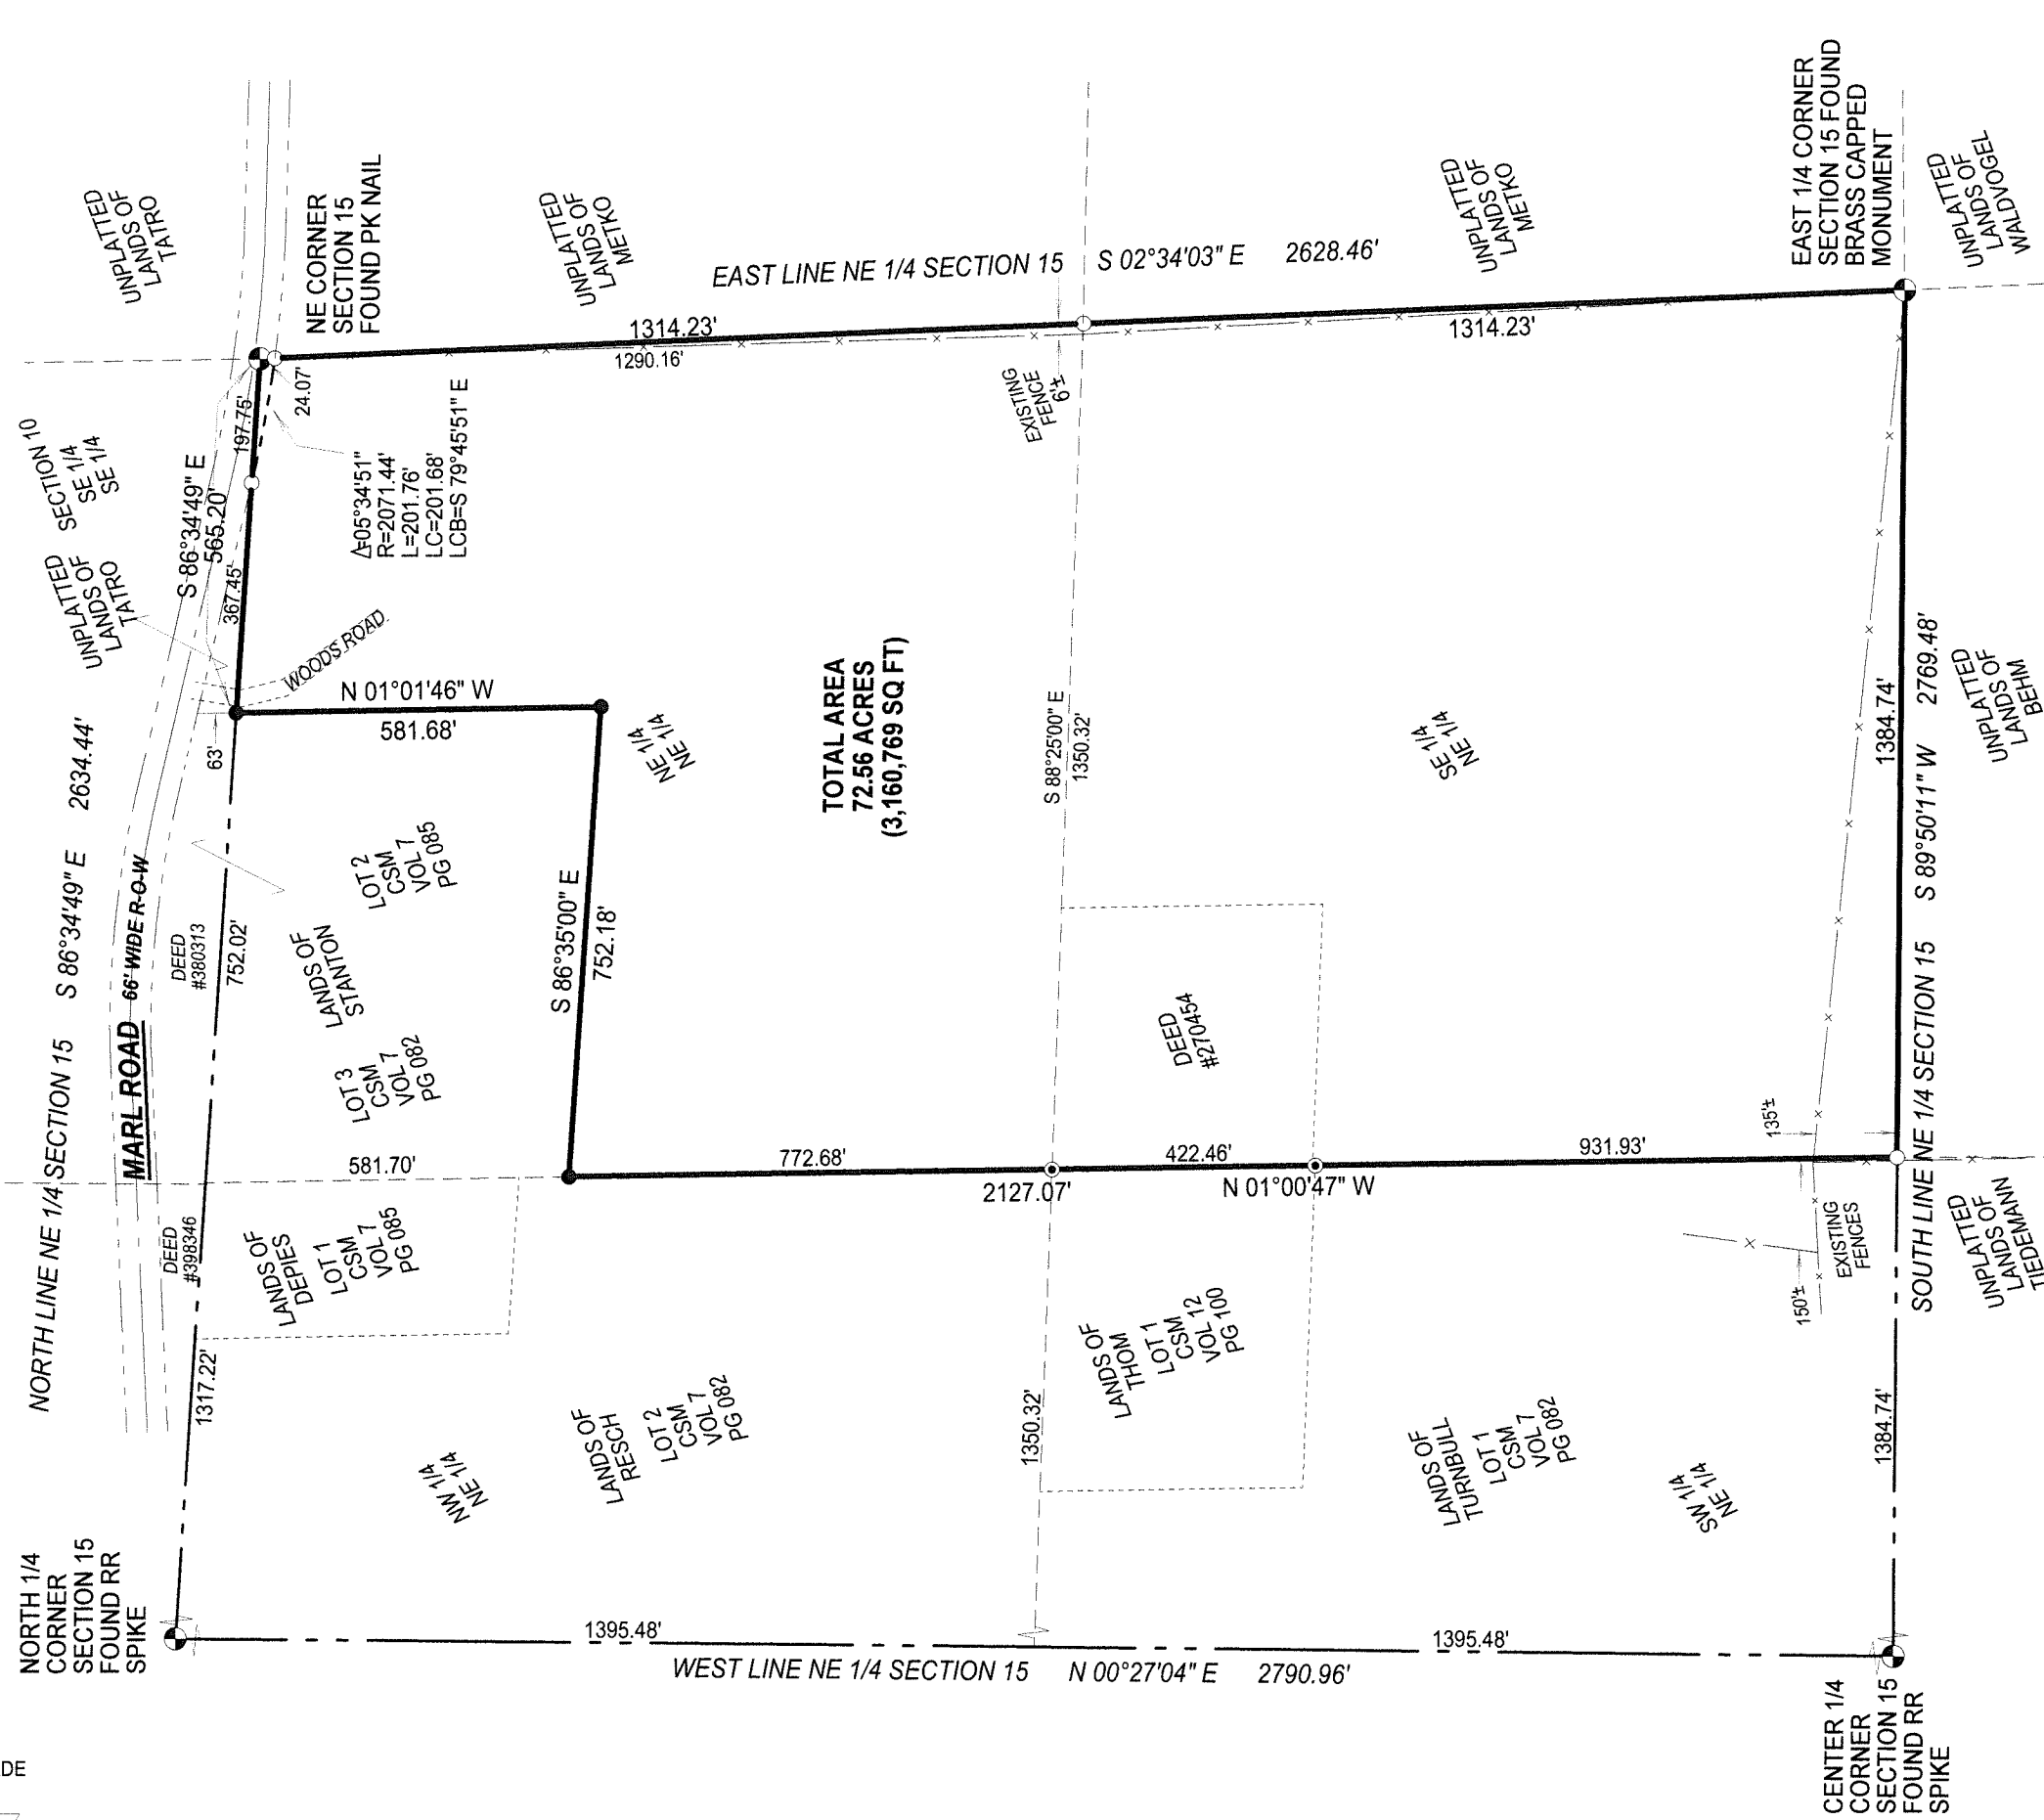 NORTH LINE NE 1/4 SECTION 15 S 86°34'49" E 2634.44'
MARL ROAD 66' WIDE R-O-W
UNPLATTED
LANDS OF
TATRO
SECTION 10
SE 1/4
SE 1/4
UNPLATTED
LANDS OF
TATRO
S 86°34'49" E
565.20'
197.75'
367.45'
24.07'
NE CORNER
SECTION 15
FOUND PK NAIL
Δ=05°34'51"
R=2071.44'
L=201.76'
LC=201.68'
LCB=S 79°45'51" E
WOODS ROAD
63'
N 01°01'46" W
581.68'
DEED
#380313
752.02'
LOT 2
CSM
VOL 7
PG 085
LANDS OF
STANTON
LOT 3
CSM
VOL 7
PG 082
S 86°35'00" E
752.18'
581.70'
DEED
#398346
LANDS OF
DEPIES
LOT 1
CSM
VOL 7
PG 085
1317.22'
NORTH 1/4
CORNER
SECTION 15
FOUND RR
SPIKE
NW 1/4
NE 1/4
LANDS OF
RESCH
LOT 2
CSM
VOL 7
PG 082
UNPLATTED
LANDS OF
METKO
EAST LINE NE 1/4 SECTION 15 S 02°34'03" E 2628.46'
1314.23'
1290.16'
1314.23'
EXISTING
FENCE
6'±
UNPLATTED
LANDS OF
METKO
NE 1/4
NE 1/4
TOTAL AREA
72.56 ACRES
(3,160,769 SQ FT)
S 88°25'00" E
1350.32'
SE 1/4
NE 1/4
DEED
#270454
772.68'
422.46'
931.93'
2127.07'
N 01°00'47" W
135'±
150'±
EXISTING
FENCES
1350.32'
LANDS OF
THOM
LOT 1
CSM
VOL 12
PG 100
LANDS OF
TURNBULL
LOT 1
CSM
VOL 7
PG 082
SW 1/4
NE 1/4
1395.48'
1395.48'
WEST LINE NE 1/4 SECTION 15 N 00°27'04" E 2790.96'
EAST 1/4 CORNER
SECTION 15 FOUND
BRASS CAPPED
MONUMENT
UNPLATTED
LANDS OF
WALDVOGEL
1384.74'
SOUTH LINE NE 1/4 SECTION 15 S 89°50'11" W 2769.48'
UNPLATTED
LANDS OF
BEHM
UNPLATTED
LANDS OF
TIEDEMANN
1384.74'
CENTER 1/4
CORNER
SECTION 15
FOUND RR
SPIKE
DE